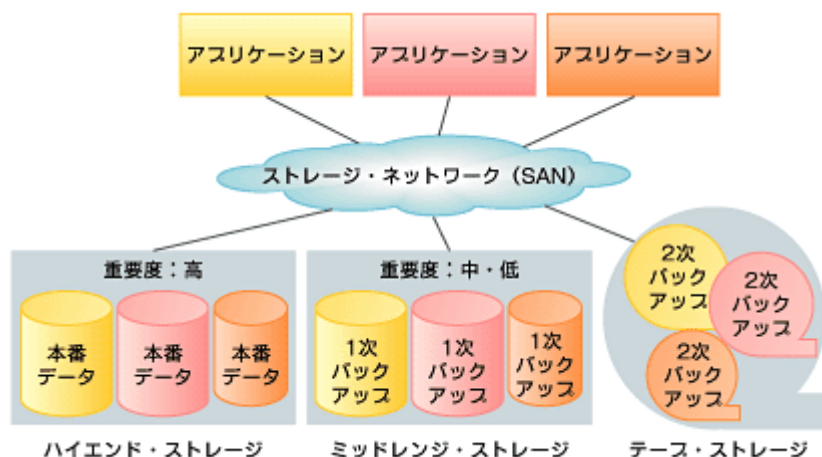 アプリケーション
アプリケーション
アプリケーション
ストレージ・ネットワーク（SAN）
重要度：高
本番
データ
本番
データ
本番
データ
ハイエンド・ストレージ
重要度：中・低
1次
バック
アップ
1次
バック
アップ
1次
バック
アップ
ミッドレンジ・ストレージ
2次
バック
アップ
2次
バック
アップ
2次
バック
アップ
テープ・ストレージ